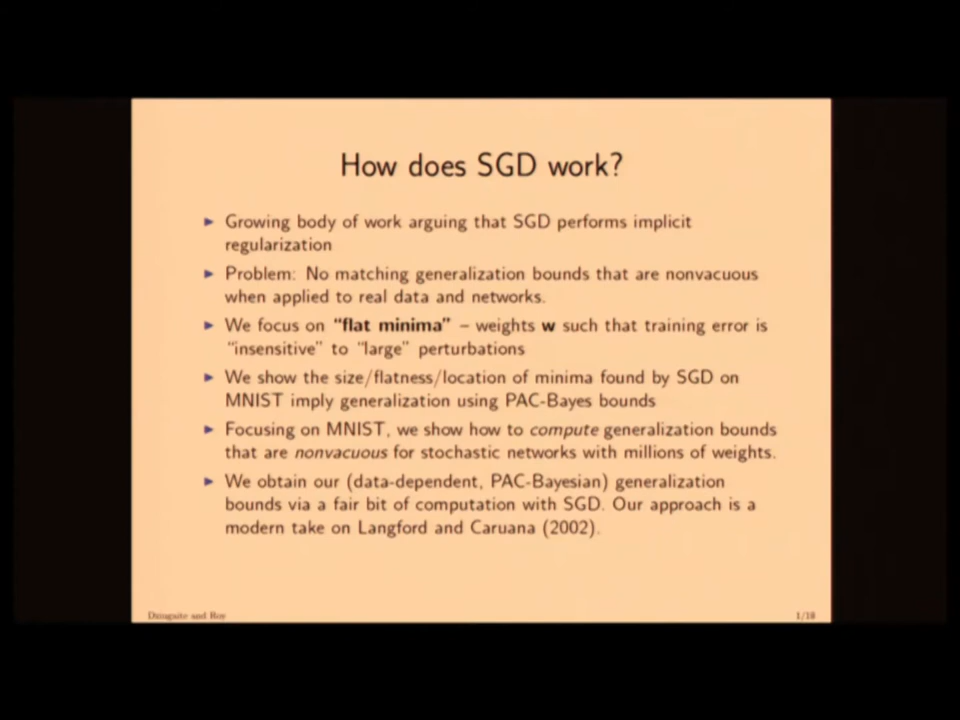 How does SGD work?
▶ Growing body of work arguing that SGD performs implicit
regularization
▶ Problem: No matching generalization bounds that are nonvacuous
when applied to real data and networks.
▶ We focus on “flat minima” – weights w such that training error is
“insensitive” to “large” perturbations
▶ We show the size/flatness/location of minima found by SGD on
MNIST imply generalization using PAC-Bayes bounds
▶ Focusing on MNIST, we show how to compute generalization bounds
that are nonvacuous for stochastic networks with millions of weights.
▶ We obtain our (data-dependent, PAC-Bayesian) generalization
bounds via a fair bit of computation with SGD. Our approach is a
modern take on Langford and Caruana (2002).
Dziugaite and Roy
1/18